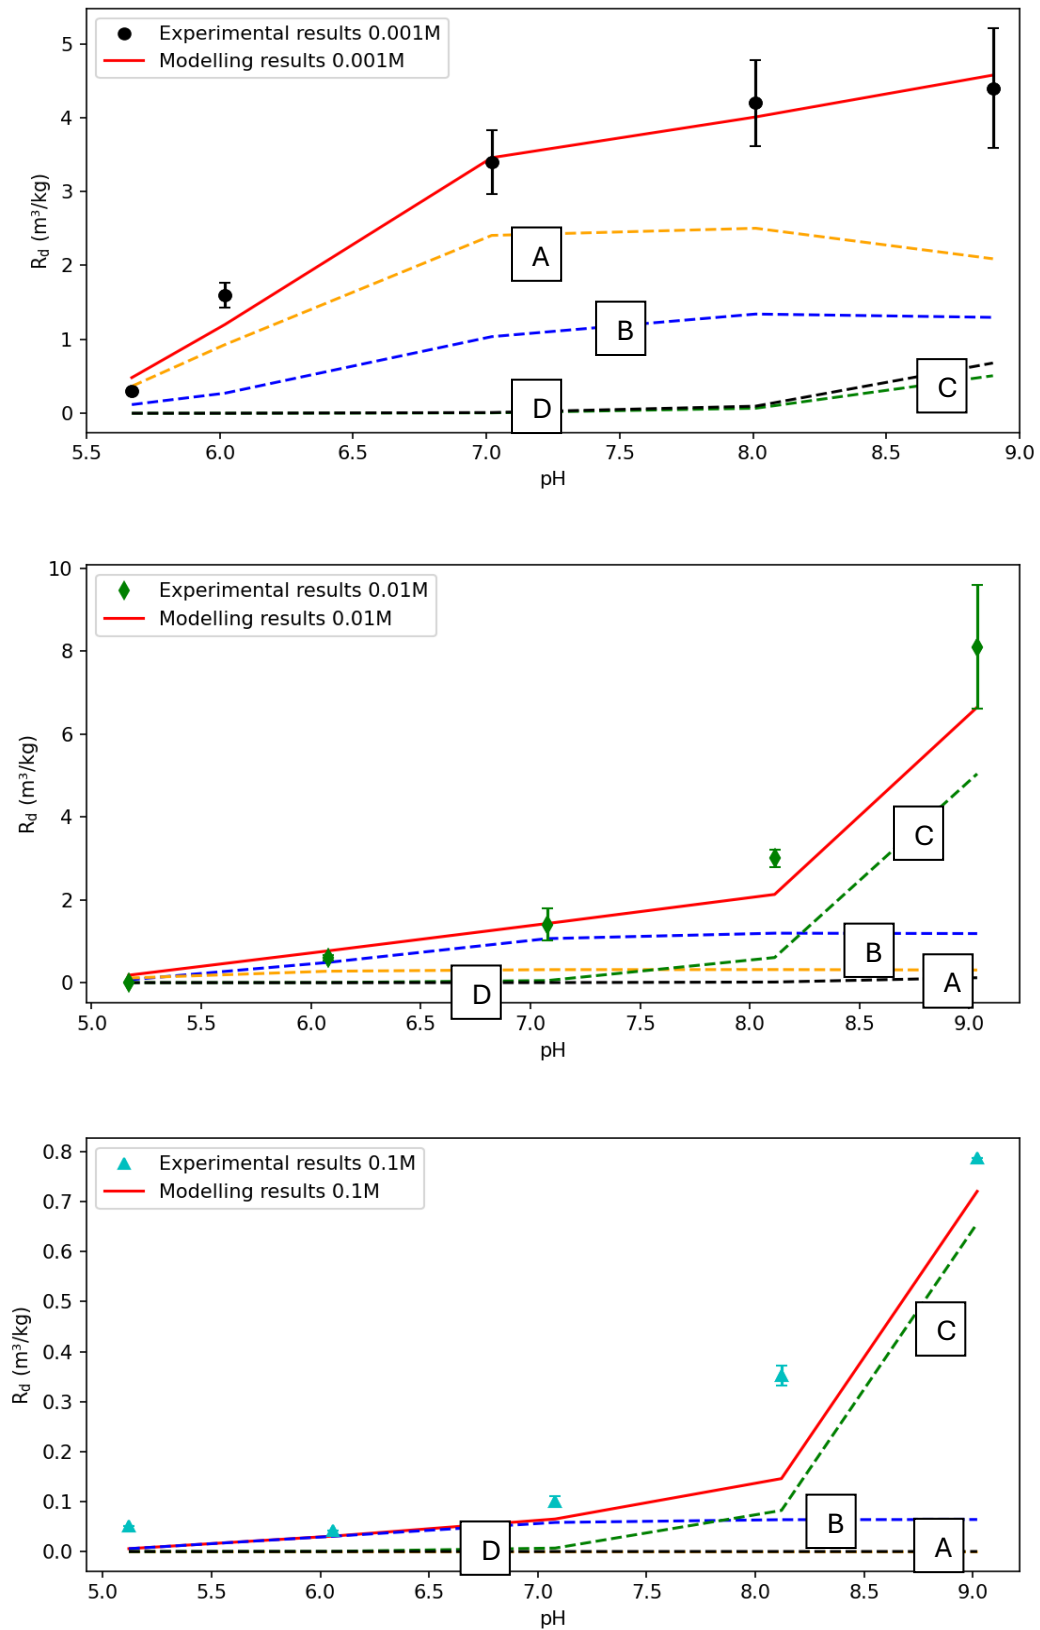 Experimental results 0.001M
Modelling results 0.001M
5
4
3
2
1
0
R_d (m³/kg)
A
B
C
D
5.5 6.0 6.5 7.0 7.5 8.0 8.5 9.0
pH
Experimental results 0.01M
Modelling results 0.01M
10
8
6
4
2
0
R_d (m³/kg)
C
B
A
D
5.0 5.5 6.0 6.5 7.0 7.5 8.0 8.5 9.0
pH
Experimental results 0.1M
Modelling results 0.1M
0.8
0.7
0.6
0.5
0.4
0.3
0.2
0.1
0.0
R_d (m³/kg)
C
B
A
D
5.0 5.5 6.0 6.5 7.0 7.5 8.0 8.5 9.0
pH